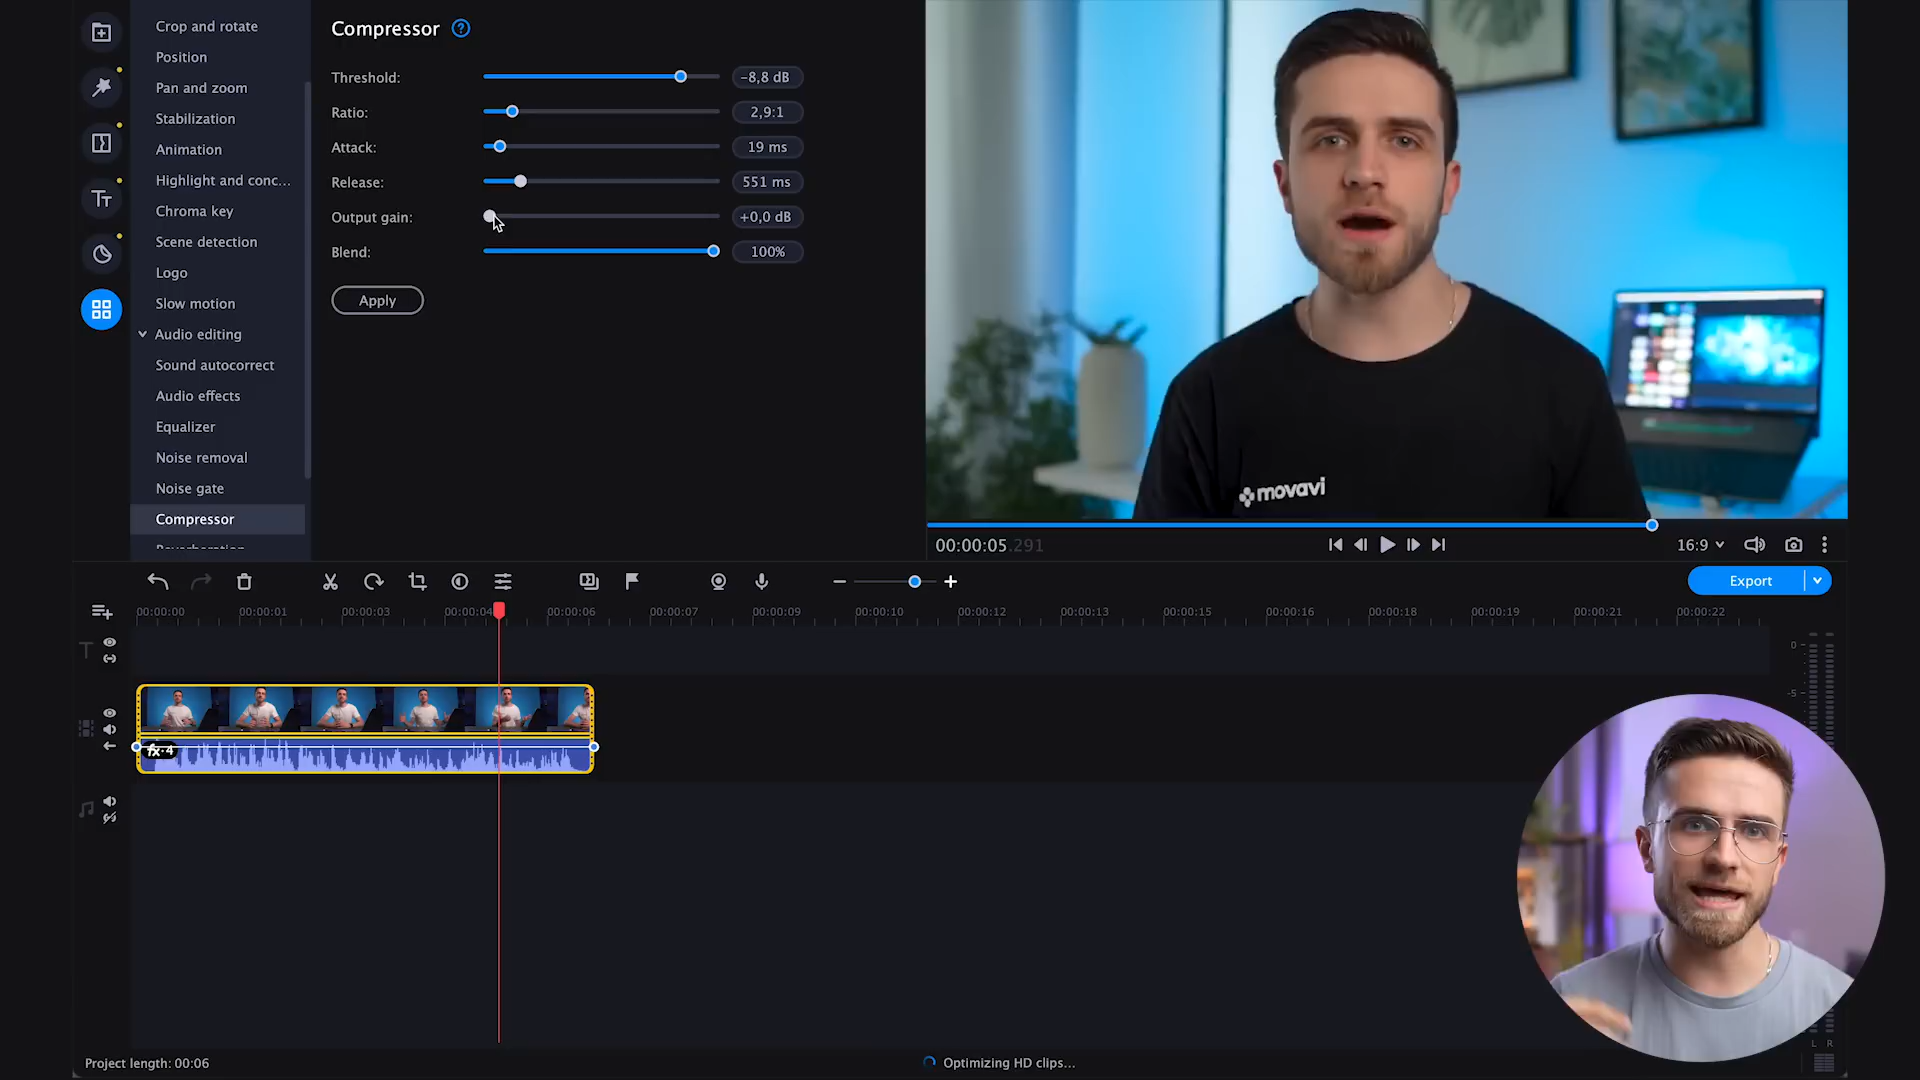 Crop and rotate
Position
Pan and zoom
Stabilization
Animation
Highlight and conc...
Chroma key
Scene detection
Logo
Slow motion
Audio editing
Sound autocorrect
Audio effects
Equalizer
Noise removal
Noise gate
Compressor
Compressor ?
Threshold: -8,8 dB
Ratio: 2,9:1
Attack: 19 ms
Release: 551 ms
Output gain: +0,0 dB
Blend: 100%
Apply
movavi
00:00:05.291
16:9
Export
00:00:00 00:00:01 00:00:03 00:00:04 00:00:06 00:00:07 00:00:09 00:00:10 00:00:12 00:00:13 00:00:15 00:00:16 00:00:18 00:00:19 00:00:21 00:00:22
0
-5
fx·4
L R
Project length: 00:06
Optimizing HD clips...